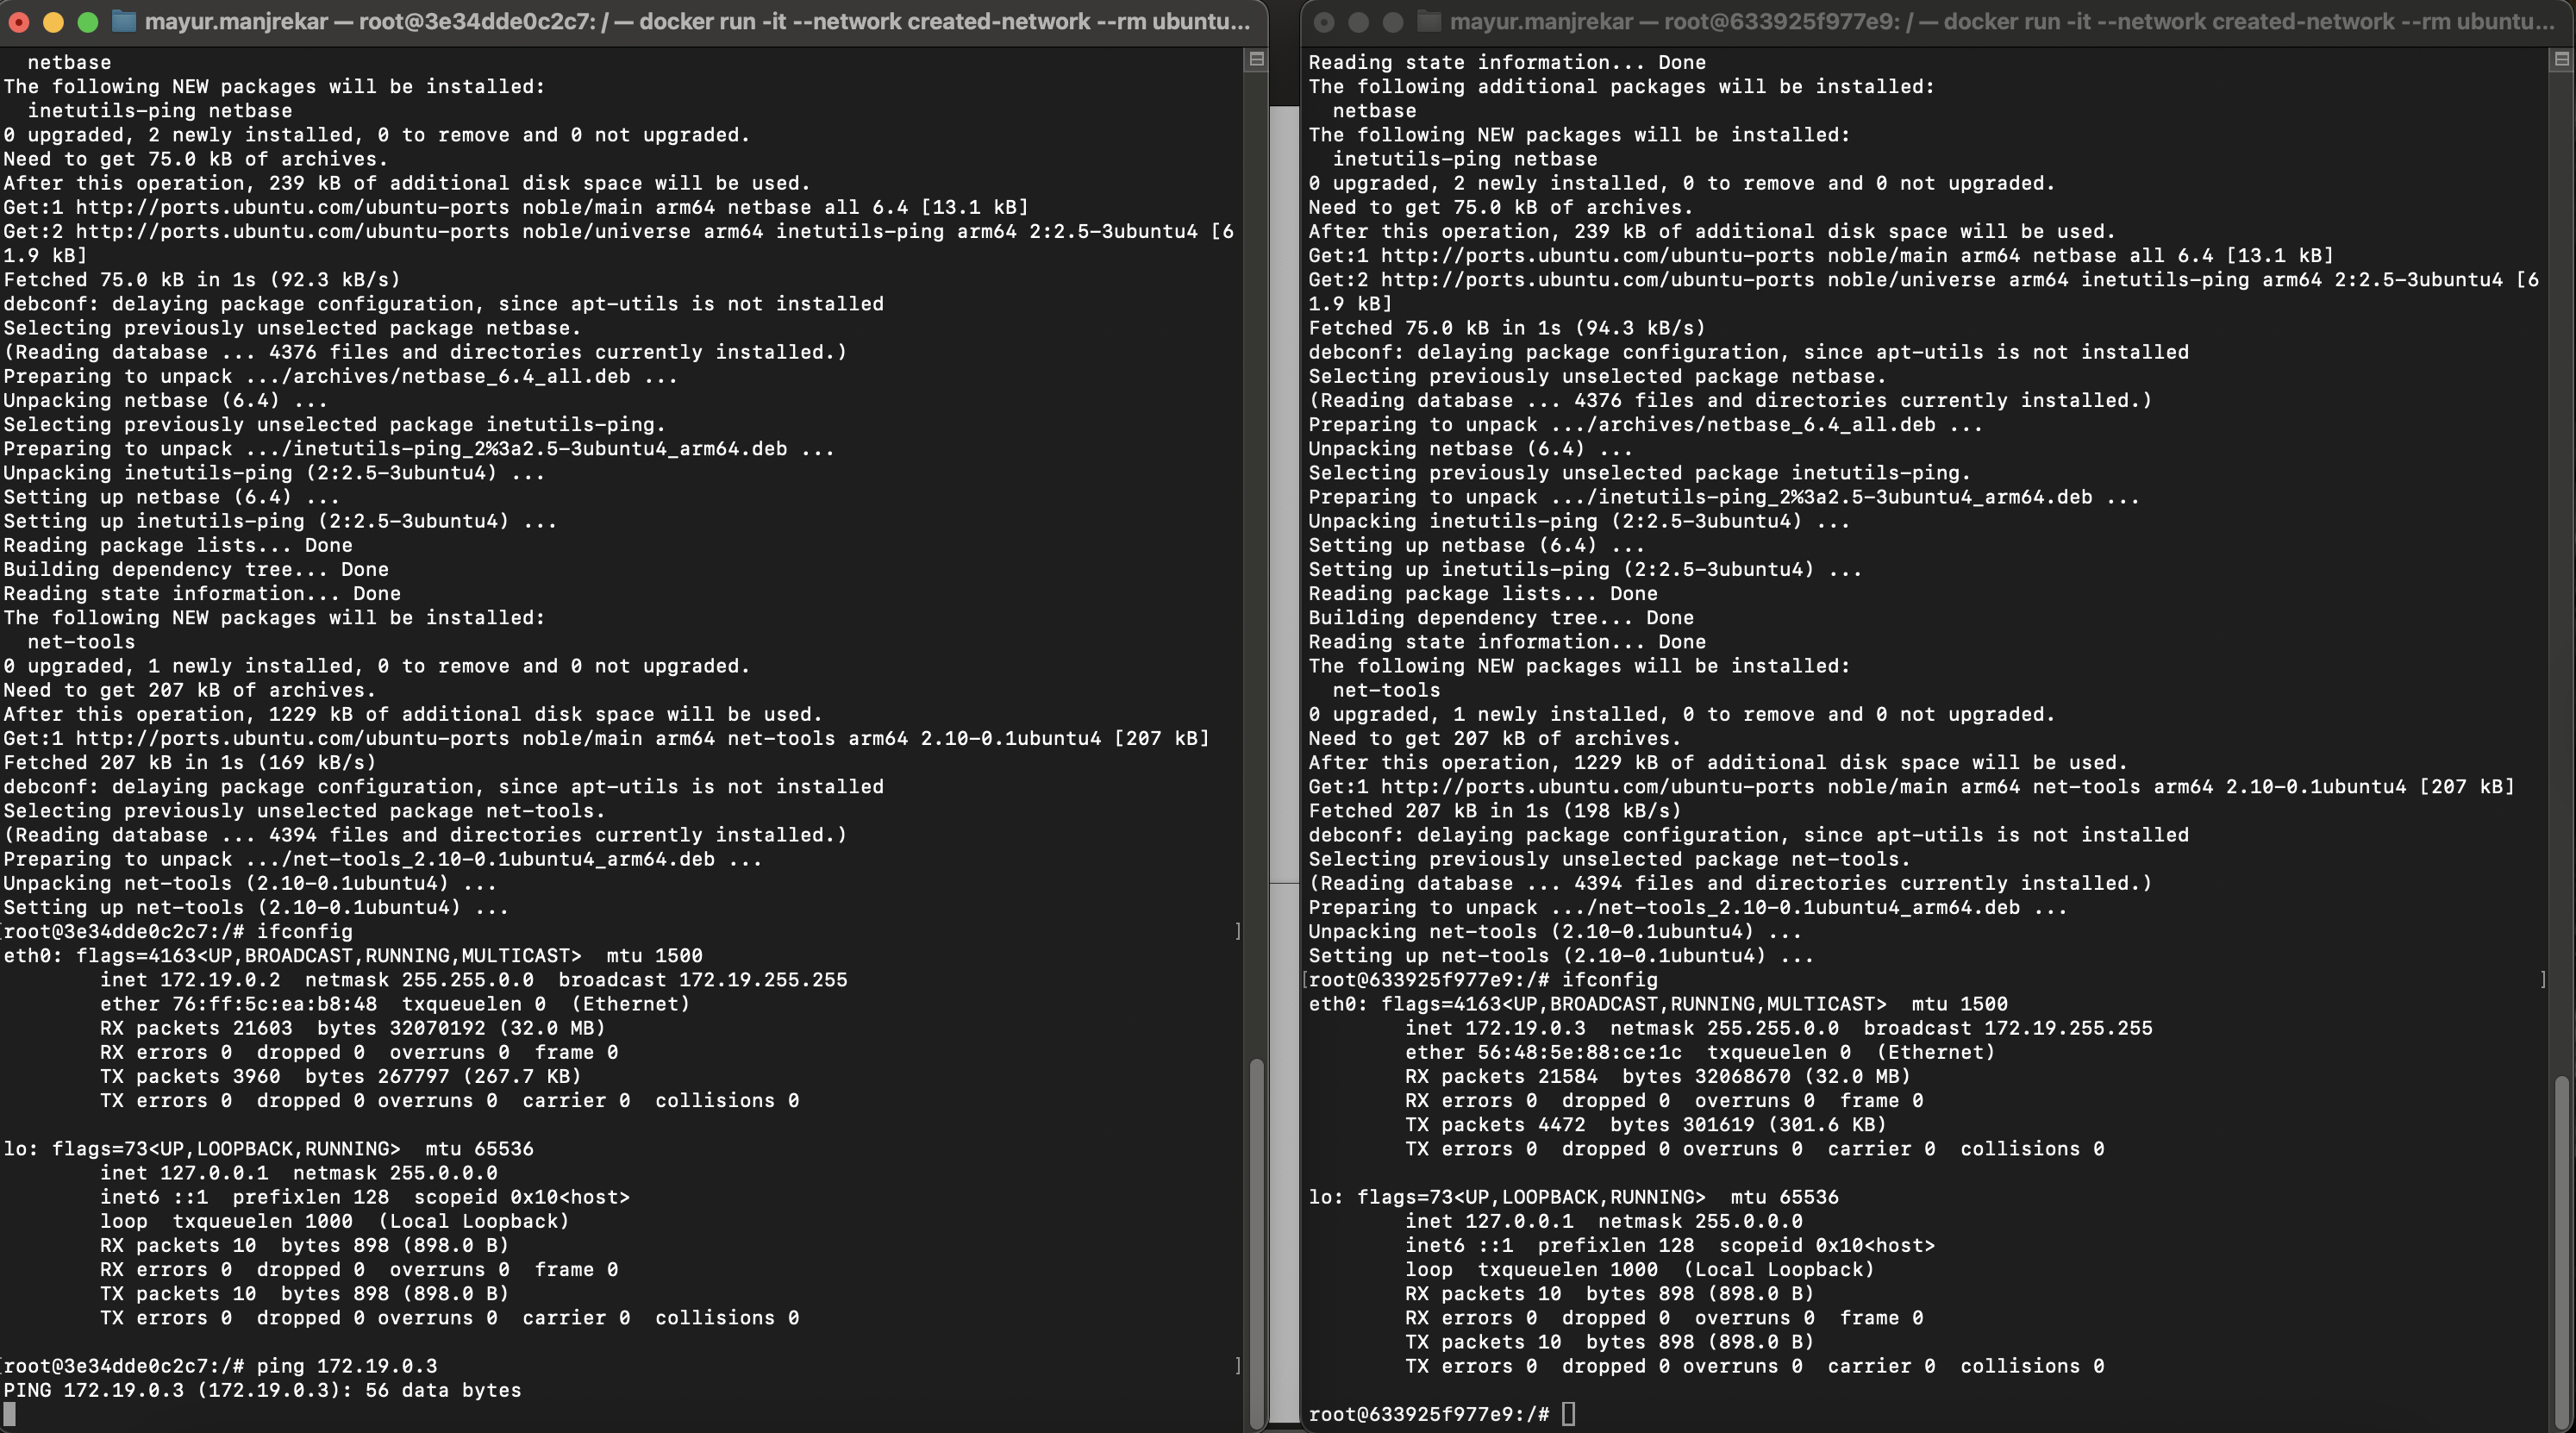 mayur.manjrekar — root@3e34dde0c2c7: / — docker run -it --network created-network --rm ubuntu...
netbase
The following NEW packages will be installed:
inetutils-ping netbase
0 upgraded, 2 newly installed, 0 to remove and 0 not upgraded.
Need to get 75.0 kB of archives.
After this operation, 239 kB of additional disk space will be used.
Get:1 http://ports.ubuntu.com/ubuntu-ports noble/main arm64 netbase all 6.4 [13.1 kB]
Get:2 http://ports.ubuntu.com/ubuntu-ports noble/universe arm64 inetutils-ping arm64 2:2.5-3ubuntu4 [6
1.9 kB]
Fetched 75.0 kB in 1s (92.3 kB/s)
debconf: delaying package configuration, since apt-utils is not installed
Selecting previously unselected package netbase.
(Reading database ... 4376 files and directories currently installed.)
Preparing to unpack .../archives/netbase_6.4_all.deb ...
Unpacking netbase (6.4) ...
Selecting previously unselected package inetutils-ping.
Preparing to unpack .../inetutils-ping_2%3a2.5-3ubuntu4_arm64.deb ...
Unpacking inetutils-ping (2:2.5-3ubuntu4) ...
Setting up netbase (6.4) ...
Setting up inetutils-ping (2:2.5-3ubuntu4) ...
Reading package lists... Done
Building dependency tree... Done
Reading state information... Done
The following NEW packages will be installed:
net-tools
0 upgraded, 1 newly installed, 0 to remove and 0 not upgraded.
Need to get 207 kB of archives.
After this operation, 1229 kB of additional disk space will be used.
Get:1 http://ports.ubuntu.com/ubuntu-ports noble/main arm64 net-tools arm64 2.10-0.1ubuntu4 [207 kB]
Fetched 207 kB in 1s (169 kB/s)
debconf: delaying package configuration, since apt-utils is not installed
Selecting previously unselected package net-tools.
(Reading database ... 4394 files and directories currently installed.)
Preparing to unpack .../net-tools_2.10-0.1ubuntu4_arm64.deb ...
Unpacking net-tools (2.10-0.1ubuntu4) ...
Setting up net-tools (2.10-0.1ubuntu4) ...
[root@3e34dde0c2c7:/# ifconfig ]
eth0: flags=4163<UP,BROADCAST,RUNNING,MULTICAST> mtu 1500
inet 172.19.0.2 netmask 255.255.0.0 broadcast 172.19.255.255
ether 76:ff:5c:ea:b8:48 txqueuelen 0 (Ethernet)
RX packets 21603 bytes 32070192 (32.0 MB)
RX errors 0 dropped 0 overruns 0 frame 0
TX packets 3960 bytes 267797 (267.7 KB)
TX errors 0 dropped 0 overruns 0 carrier 0 collisions 0
lo: flags=73<UP,LOOPBACK,RUNNING> mtu 65536
inet 127.0.0.1 netmask 255.0.0.0
inet6 ::1 prefixlen 128 scopeid 0x10<host>
loop txqueuelen 1000 (Local Loopback)
RX packets 10 bytes 898 (898.0 B)
RX errors 0 dropped 0 overruns 0 frame 0
TX packets 10 bytes 898 (898.0 B)
TX errors 0 dropped 0 overruns 0 carrier 0 collisions 0
[root@3e34dde0c2c7:/# ping 172.19.0.3 ]
PING 172.19.0.3 (172.19.0.3): 56 data bytes
mayur.manjrekar — root@633925f977e9: / — docker run -it --network created-network --rm ubuntu...
Reading state information... Done
The following additional packages will be installed:
netbase
The following NEW packages will be installed:
inetutils-ping netbase
0 upgraded, 2 newly installed, 0 to remove and 0 not upgraded.
Need to get 75.0 kB of archives.
After this operation, 239 kB of additional disk space will be used.
Get:1 http://ports.ubuntu.com/ubuntu-ports noble/main arm64 netbase all 6.4 [13.1 kB]
Get:2 http://ports.ubuntu.com/ubuntu-ports noble/universe arm64 inetutils-ping arm64 2:2.5-3ubuntu4 [6
1.9 kB]
Fetched 75.0 kB in 1s (94.3 kB/s)
debconf: delaying package configuration, since apt-utils is not installed
Selecting previously unselected package netbase.
(Reading database ... 4376 files and directories currently installed.)
Preparing to unpack .../archives/netbase_6.4_all.deb ...
Unpacking netbase (6.4) ...
Selecting previously unselected package inetutils-ping.
Preparing to unpack .../inetutils-ping_2%3a2.5-3ubuntu4_arm64.deb ...
Unpacking inetutils-ping (2:2.5-3ubuntu4) ...
Setting up netbase (6.4) ...
Setting up inetutils-ping (2:2.5-3ubuntu4) ...
Reading package lists... Done
Building dependency tree... Done
Reading state information... Done
The following NEW packages will be installed:
net-tools
0 upgraded, 1 newly installed, 0 to remove and 0 not upgraded.
Need to get 207 kB of archives.
After this operation, 1229 kB of additional disk space will be used.
Get:1 http://ports.ubuntu.com/ubuntu-ports noble/main arm64 net-tools arm64 2.10-0.1ubuntu4 [207 kB]
Fetched 207 kB in 1s (198 kB/s)
debconf: delaying package configuration, since apt-utils is not installed
Selecting previously unselected package net-tools.
(Reading database ... 4394 files and directories currently installed.)
Preparing to unpack .../net-tools_2.10-0.1ubuntu4_arm64.deb ...
Unpacking net-tools (2.10-0.1ubuntu4) ...
Setting up net-tools (2.10-0.1ubuntu4) ...
[root@633925f977e9:/# ifconfig ]
eth0: flags=4163<UP,BROADCAST,RUNNING,MULTICAST> mtu 1500
inet 172.19.0.3 netmask 255.255.0.0 broadcast 172.19.255.255
ether 56:48:5e:88:ce:1c txqueuelen 0 (Ethernet)
RX packets 21584 bytes 32068670 (32.0 MB)
RX errors 0 dropped 0 overruns 0 frame 0
TX packets 4472 bytes 301619 (301.6 KB)
TX errors 0 dropped 0 overruns 0 carrier 0 collisions 0
lo: flags=73<UP,LOOPBACK,RUNNING> mtu 65536
inet 127.0.0.1 netmask 255.0.0.0
inet6 ::1 prefixlen 128 scopeid 0x10<host>
loop txqueuelen 1000 (Local Loopback)
RX packets 10 bytes 898 (898.0 B)
RX errors 0 dropped 0 overruns 0 frame 0
TX packets 10 bytes 898 (898.0 B)
TX errors 0 dropped 0 overruns 0 carrier 0 collisions 0
root@633925f977e9:/#